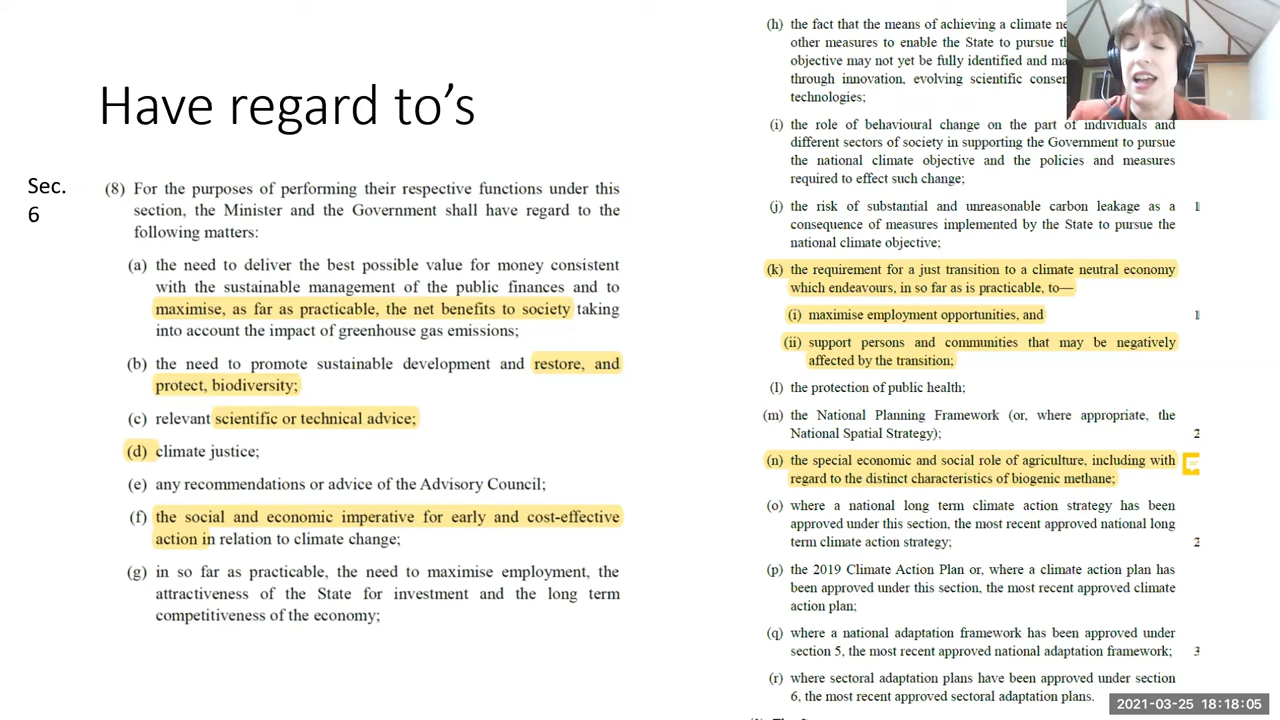 Have regard to’s
Sec.
6
(8) For the purposes of performing their respective functions under this
section, the Minister and the Government shall have regard to the
following matters:
(a) the need to deliver the best possible value for money consistent
with the sustainable management of the public finances and to
maximise, as far as practicable, the net benefits to society taking
into account the impact of greenhouse gas emissions;
(b) the need to promote sustainable development and restore, and
protect, biodiversity;
(c) relevant scientific or technical advice;
(d) climate justice;
(e) any recommendations or advice of the Advisory Council;
(f) the social and economic imperative for early and cost-effective
action in relation to climate change;
(g) in so far as practicable, the need to maximise employment, the
attractiveness of the State for investment and the long term
competitiveness of the economy;
(h) the fact that the means of achieving a climate
other measures to enable the State to pursue
objective may not yet be fully identified and
through innovation, evolving scientific
technologies;
(i) the role of behavioural change on the part of individuals and
different sectors of society in supporting the Government to pursue
the national climate objective and the policies and measures
required to effect such change;
(j) the risk of substantial and unreasonable carbon leakage as a
consequence of measures implemented by the State to pursue the
national climate objective;
(k) the requirement for a just transition to a climate neutral economy
which endeavours, in so far as is practicable, to—
(i) maximise employment opportunities, and
(ii) support persons and communities that may be negatively
affected by the transition;
(l) the protection of public health;
(m) the National Planning Framework (or, where appropriate, the
National Spatial Strategy);
(n) the special economic and social role of agriculture, including with
regard to the distinct characteristics of biogenic methane;
(o) where a national long term climate action strategy has been
approved under this section, the most recent approved national long
term climate action strategy;
(p) the 2019 Climate Action Plan or, where a climate action plan has
been approved under this section, the most recent approved climate
action plan;
(q) where a national adaptation framework has been approved under
section 5, the most recent approved national adaptation framework;
(r) where sectoral adaptation plans have been approved under section
6, the most recent approved sectoral adaptation plans.
2021-03-25 18:18:05